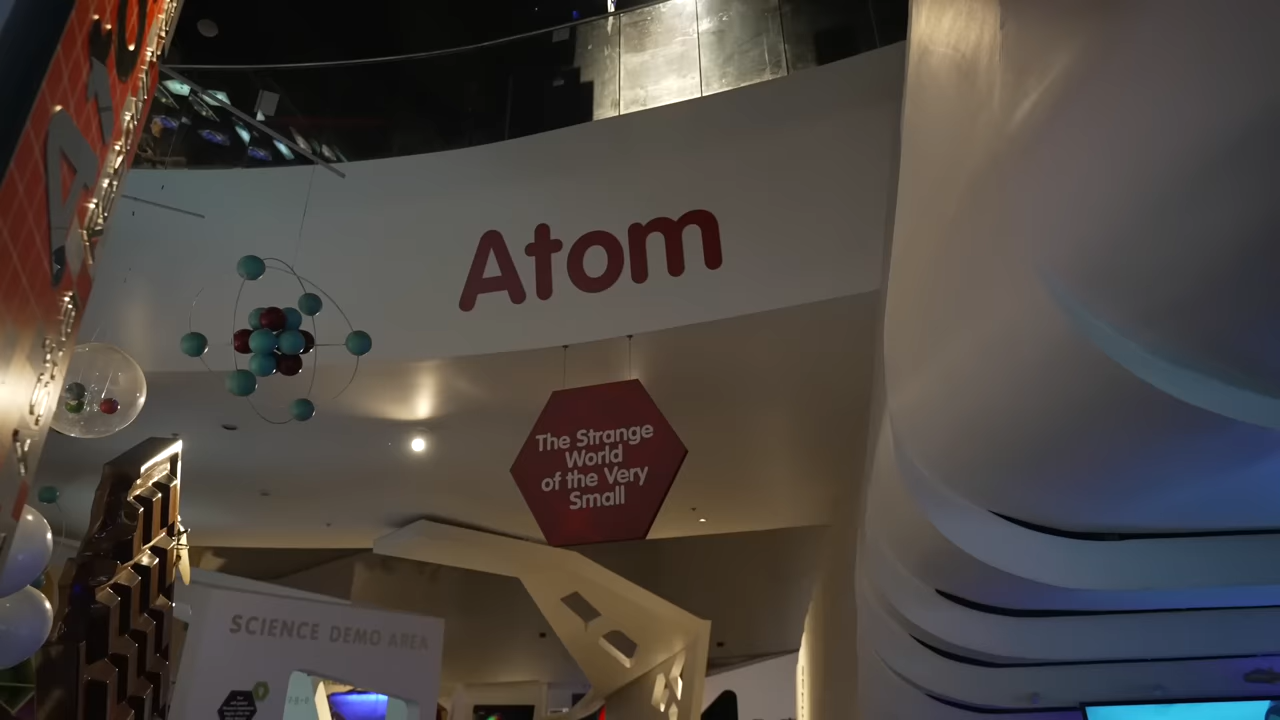 Atom
The Strange
World
of the Very
Small
SCIENCE DEMO AREA